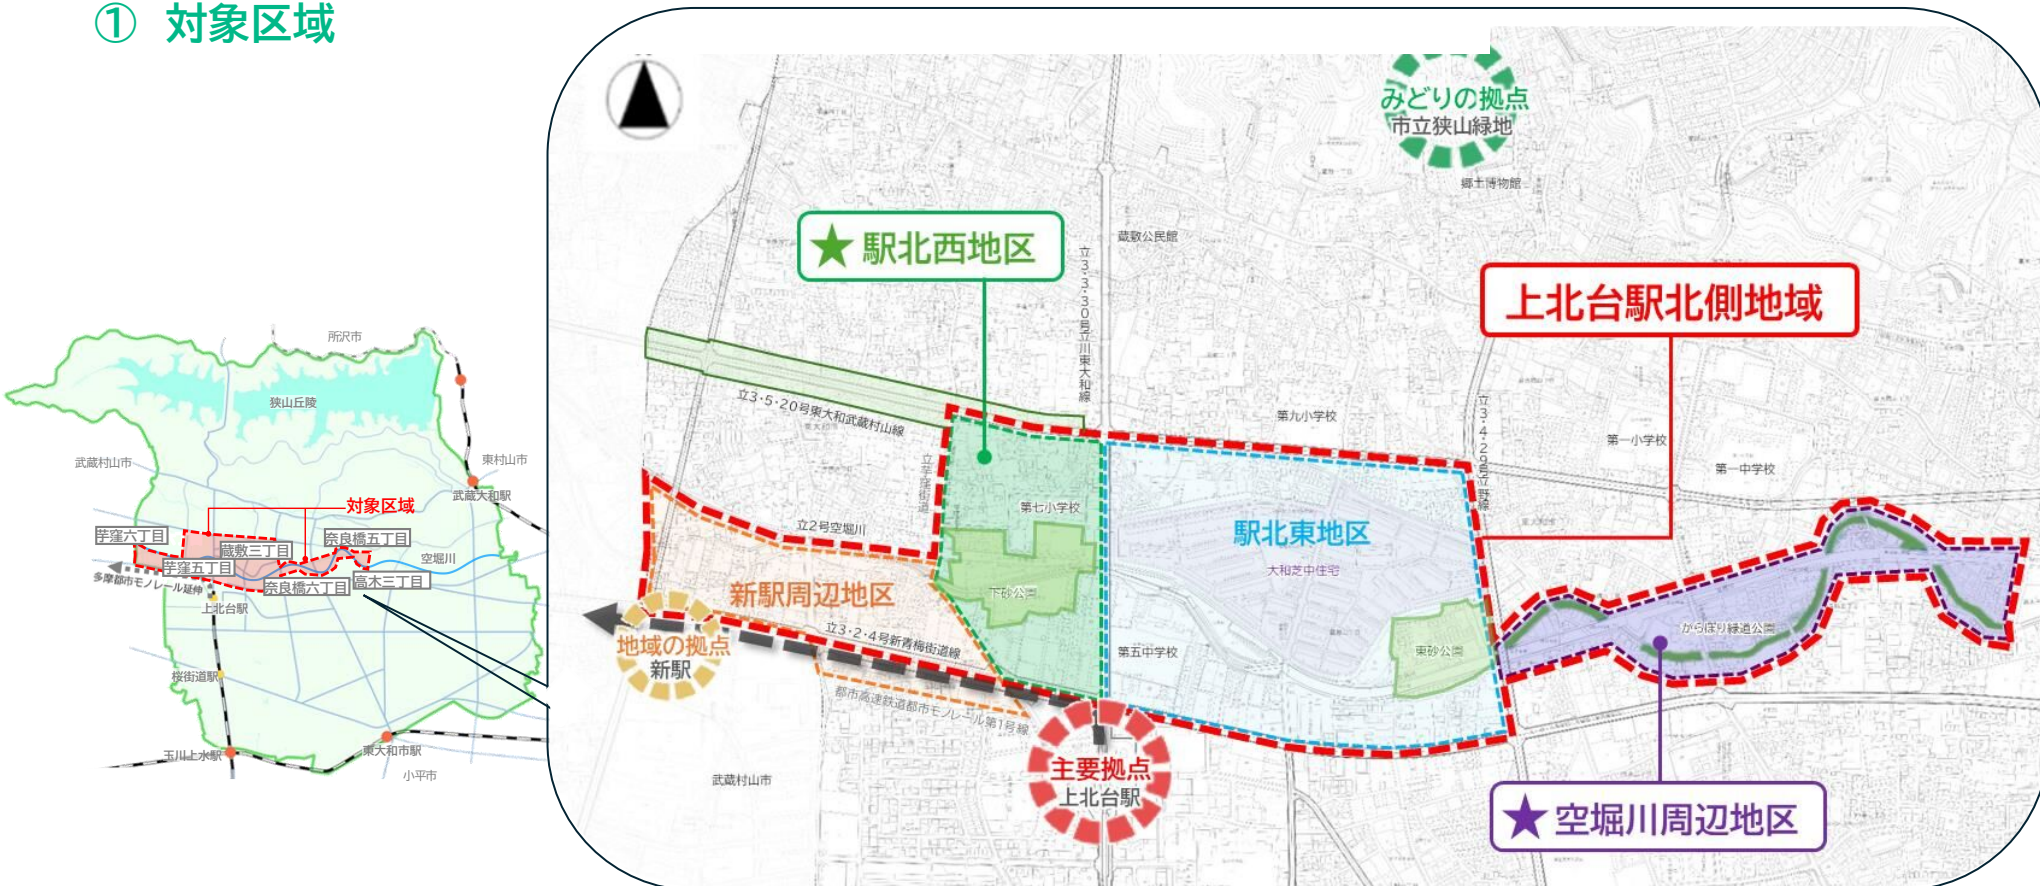 ① 対象区域
所沢市
狭山丘陵
武蔵村山市
東村山市
武蔵大和駅
対象区域
芋窪六丁目
蔵敷三丁目
奈良橋五丁目
空堀川
芋窪五丁目
奈良橋六丁目
高木三丁目
多摩都市モノレール延伸
上北台駅
桜街道駅
玉川上水駅
東大和市駅
小平市
みどりの拠点
市立狭山緑地
郷土博物館
蔵敷公民館
★駅北西地区
上北台駅北側地域
立3・3・30号立川東大和線
立3・5・20号東大和武蔵村山線
立芋窪街道
第九小学校
立3・4・29号立野線
第一小学校
第一中学校
第七小学校
立2号空堀川
駅北東地区
大和芝中住宅
新駅周辺地区
下砂公園
立3・2・4号新青梅街道線
地域の拠点
新駅
第五中学校
東砂公園
からぼり緑道公園
都市高速鉄道都市モノレール第1号線
武蔵村山市
主要拠点
上北台駅
★空堀川周辺地区